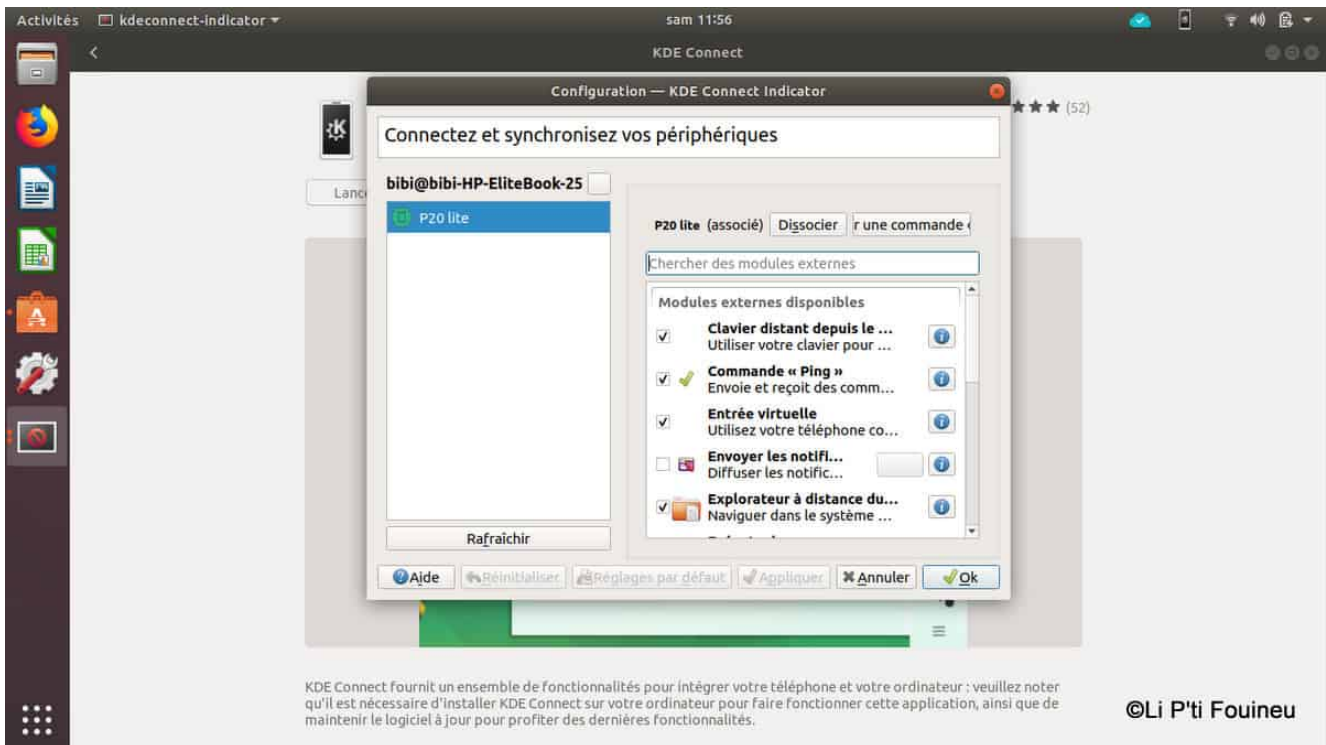 Activités kdeconnect-indicator sam 11:56
KDE Connect
Configuration — KDE Connect Indicator
(52)
Connectez et synchronisez vos périphériques
bibi@bibi-HP-EliteBook-25
Lance
P20 lite
P20 lite (associé) Dissocier r une commande
Chercher des modules externes
Modules externes disponibles
Clavier distant depuis le ...
Utiliser votre clavier pour ...
Commande « Ping »
Envoie et reçoit des comm...
Entrée virtuelle
Utilisez votre téléphone co...
Envoyer les notifi...
Diffuser les notific...
Explorateur à distance du...
Naviguer dans le système ...
Rafraîchir
Aide Réinitialiser Réglages par défaut Appliquer Annuler Ok
KDE Connect fournit un ensemble de fonctionnalités pour intégrer votre téléphone et votre ordinateur : veuillez noter
qu'il est nécessaire d'installer KDE Connect sur votre ordinateur pour faire fonctionner cette application, ainsi que de
maintenir le logiciel à jour pour profiter des dernières fonctionnalités.
©Li P'ti Fouineu